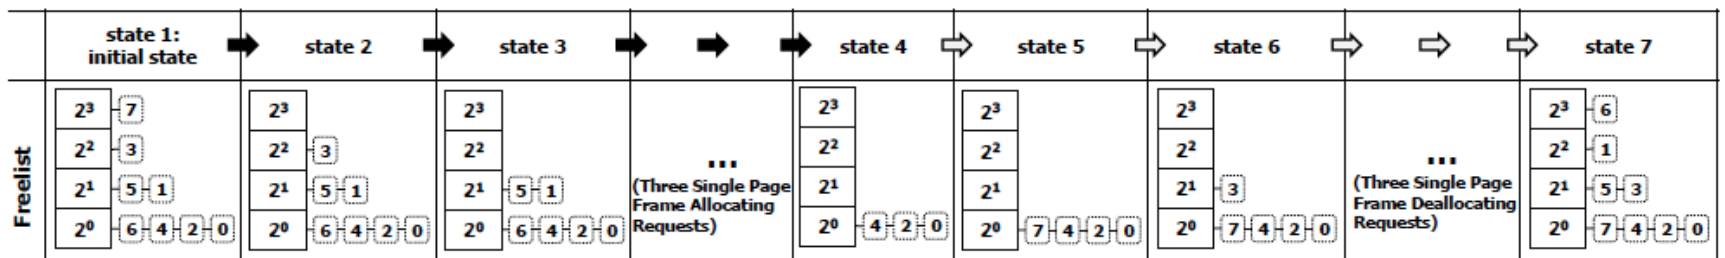 state 1:
initial state
state 2
state 3
state 4
state 5
state 6
state 7
Freelist
2³ 7
2² 3
2¹ 5 1
2⁰ 6 4 2 0
2³
2² 3
2¹ 5 1
2⁰ 6 4 2 0
2³
2²
2¹ 5 1
2⁰ 6 4 2 0
...
(Three Single Page
Frame Allocating
Requests)
2³
2²
2¹
2⁰ 4 2 0
2³
2²
2¹
2⁰ 7 4 2 0
2³
2²
2¹ 3
2⁰ 7 4 2 0
...
(Three Single Page
Frame Deallocating
Requests)
2³ 6
2² 1
2¹ 5 3
2⁰ 7 4 2 0